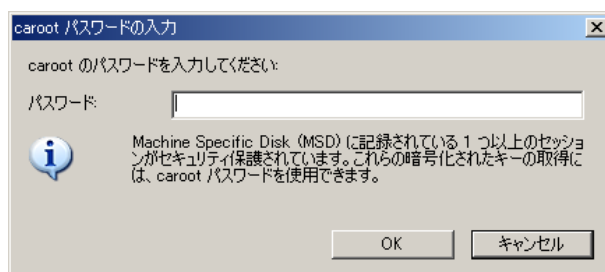 caroot パスワードの入力
caroot のパスワードを入力してください:
パスワード:
Machine Specific Disk (MSD) に記録されている 1 つ以上のセッショ
ンがセキュリティ保護されています。これらの暗号化されたキーの取得に
は、caroot パスワードを使用できます。
OK
キャンセル